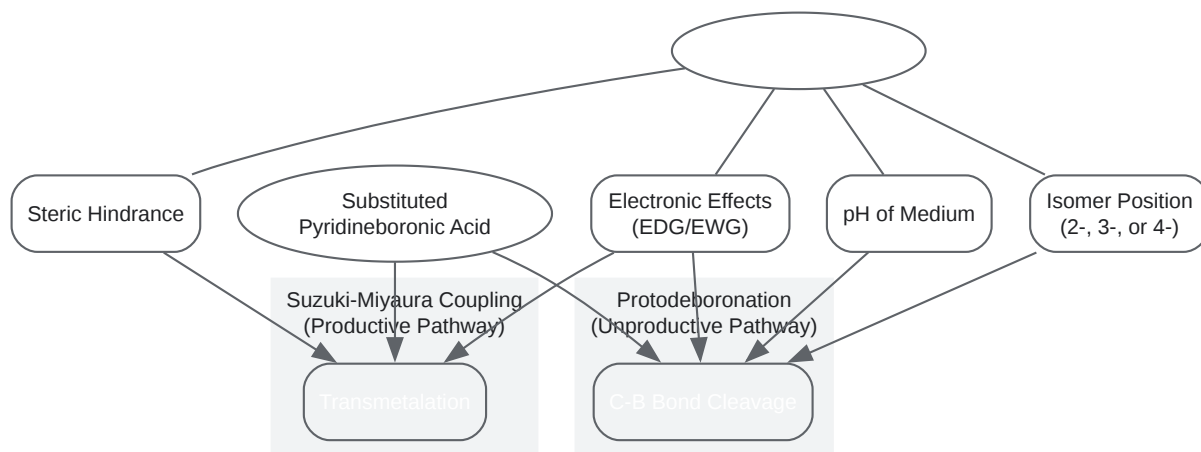 Steric Hindrance
Substituted
Pyridineboronic Acid
Electronic Effects
(EDG/EWG)
pH of Medium
Isomer Position
(2-, 3-, or 4-)
Suzuki-Miyaura Coupling
(Productive Pathway)
Protodeboronation
(Unproductive Pathway)
Transmetalation
C-B Bond Cleavage